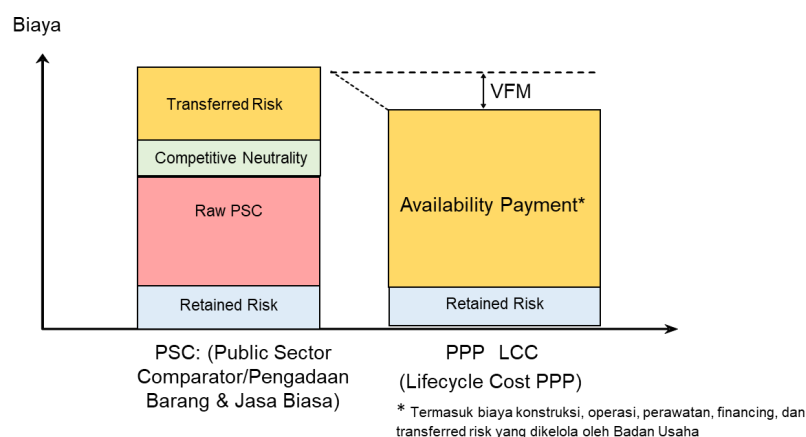 Biaya
Transferred Risk
Competitive Neutrality
Raw PSC
Retained Risk
VFM
Availability Payment*
Retained Risk
PSC: (Public Sector
Comparator/Pengadaan
Barang & Jasa Biasa)
PPP LCC
(Lifecycle Cost PPP)
* Termasuk biaya konstruksi, operasi, perawatan, financing, dan
transferred risk yang dikelola oleh Badan Usaha